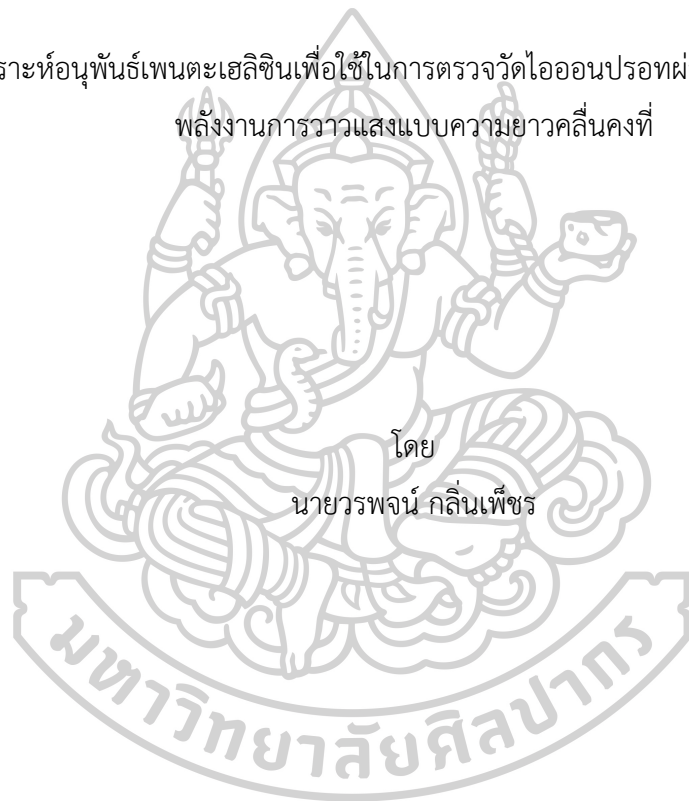 ราะห์อนุพันธ์เพนตะเฮลิซีนเพื่อใช้ในการตรวจวัดไอออนปรอทผ่
พลังงานการวาวแสงแบบความยาวคลื่นคงที่
โดย
นายวรพจน์ กลิ่นเพ็ชร
มหาวิทยาลัยศิลปากร